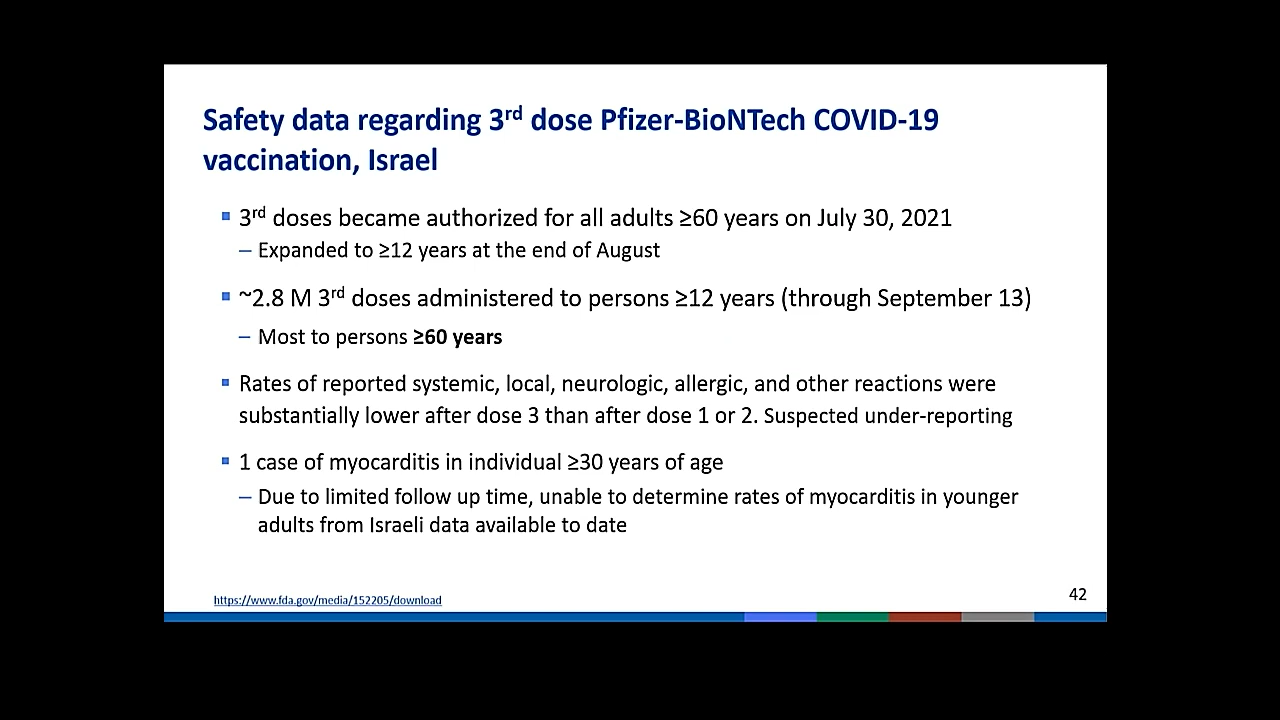 Safety data regarding 3rd dose Pfizer-BioNTech COVID-19
vaccination, Israel
3rd doses became authorized for all adults ≥60 years on July 30, 2021
– Expanded to ≥12 years at the end of August
~2.8 M 3rd doses administered to persons ≥12 years (through September 13)
– Most to persons ≥60 years
Rates of reported systemic, local, neurologic, allergic, and other reactions were
substantially lower after dose 3 than after dose 1 or 2. Suspected under-reporting
1 case of myocarditis in individual ≥30 years of age
– Due to limited follow up time, unable to determine rates of myocarditis in younger
adults from Israeli data available to date
https://www.fda.gov/media/152205/download
42